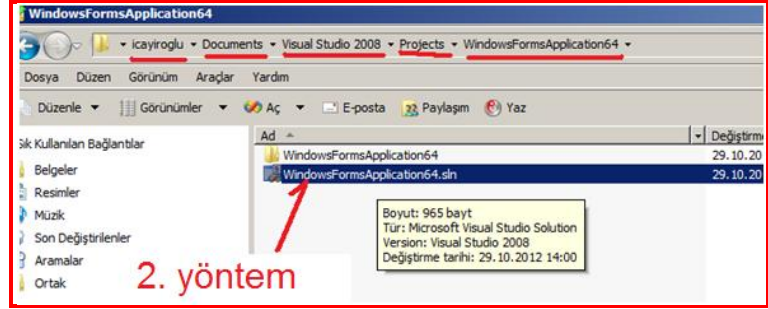 WindowsFormsApplication64
icayiroglu Documents Visual Studio 2008 Projects WindowsFormsApplication64
Dosya Düzen Görünüm Araçlar Yardım
Düzenle Görünümler Aç E-posta Paylaşım Yaz
Sık Kullanılan Bağlantılar
Ad Değiştirme
Belgeler
WindowsFormsApplication64 29.10.20
Resimler
WindowsFormsApplication64.sln 29.10.20
Müzik
Son Değiştirilenler
Aramalar
Ortak
Boyut: 965 bayt
Tür: Microsoft Visual Studio Solution
Version: Visual Studio 2008
Değiştirme tarihi: 29.10.2012 14:00
2. yöntem